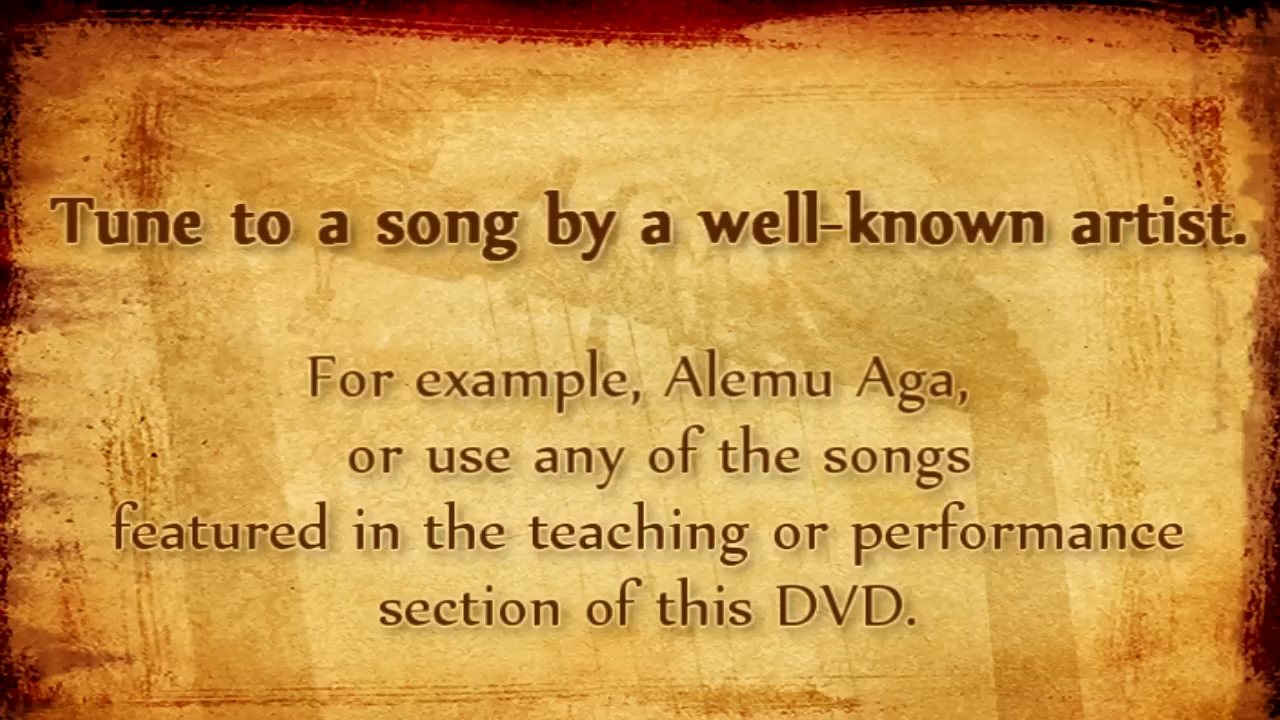 Tune to a song by a well-known artist.
For example, Alemu Aga,
or use any of the songs
featured in the teaching or performance
section of this DVD.